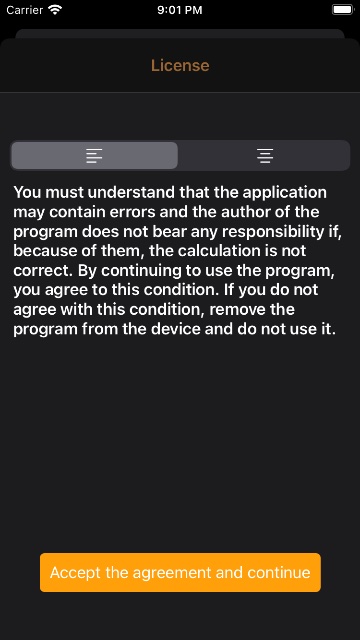 Carrier
9:01 PM
License
You must understand that the application
may contain errors and the author of the
program does not bear any responsibility if,
because of them, the calculation is not
correct. By continuing to use the program,
you agree to this condition. If you do not
agree with this condition, remove the
program from the device and do not use it.
Accept the agreement and continue